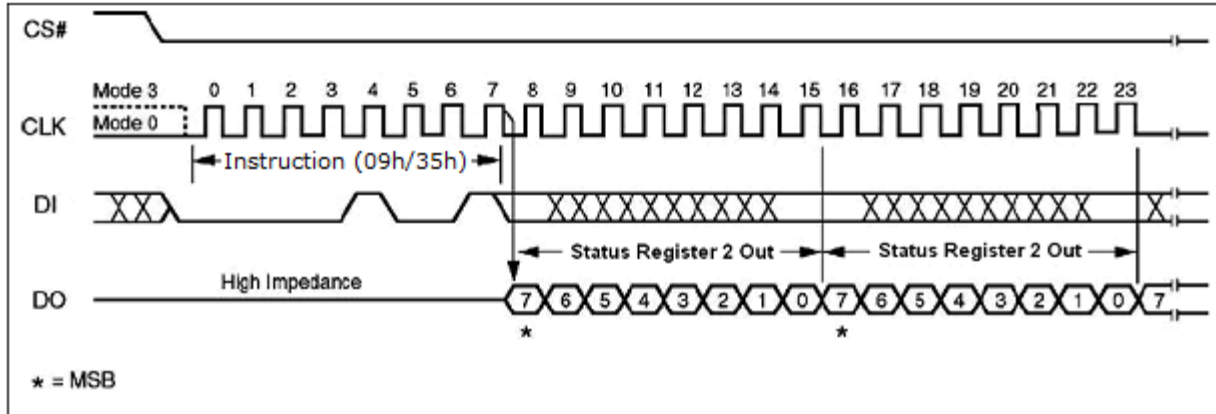 CS#
Mode 3 0 1 2 3 4 5 6 7 8 9 10 11 12 13 14 15 16 17 18 19 20 21 22 23
CLK Mode 0
Instruction (09h/35h)
DI
Status Register 2 Out Status Register 2 Out
High Impedance
DO 7 6 5 4 3 2 1 0 7 6 5 4 3 2 1 0 7
* *
* = MSB